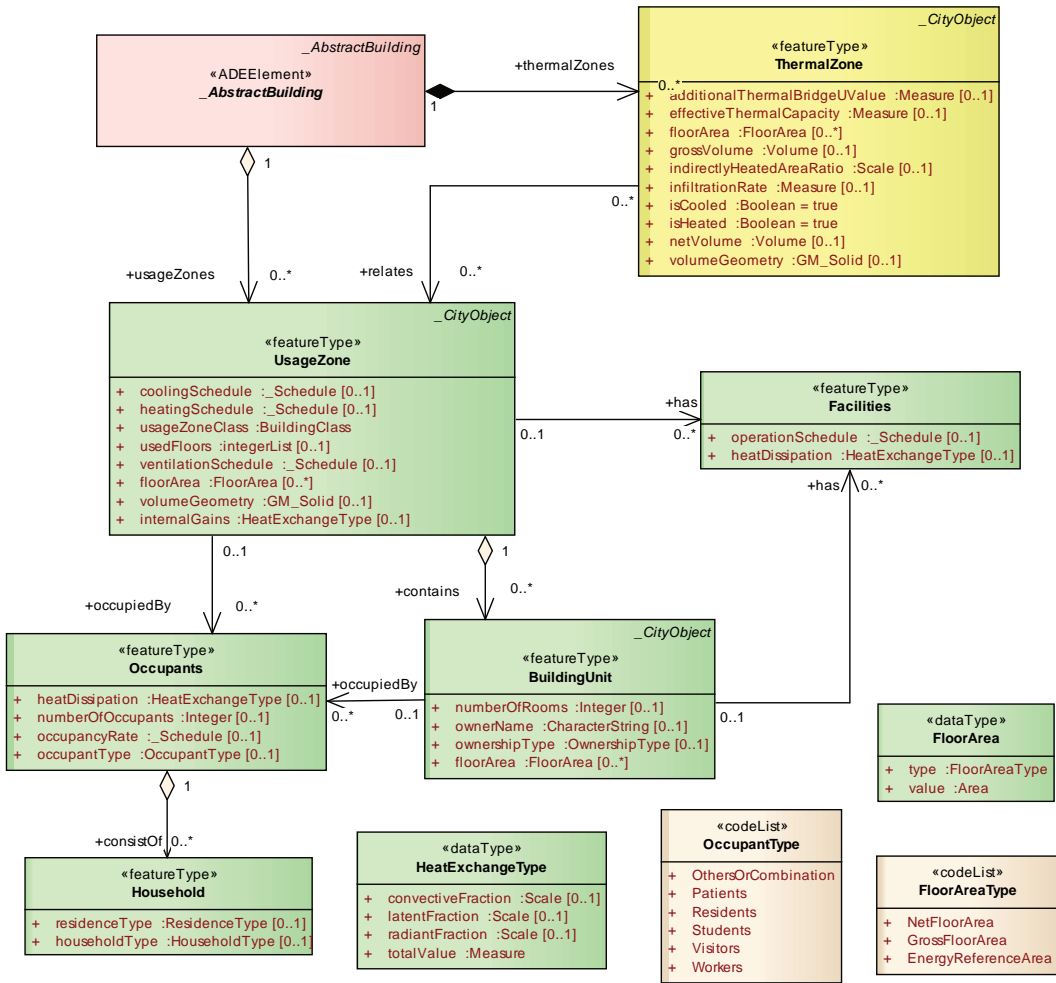 _AbstractBuilding
«ADEElement»
_AbstractBuilding
+thermalZones
1
0..*
_CityObject
«featureType»
ThermalZone
+ additionalThermalBridgeUValue :Measure [0..1]
+ effectiveThermalCapacity :Measure [0..1]
+ floorArea :FloorArea [0..*]
+ grossVolume :Volume [0..1]
+ indirectlyHeatedAreaRatio :Scale [0..1]
+ infiltrationRate :Measure [0..1]
+ isCooled :Boolean = true
+ isHeated :Boolean = true
+ netVolume :Volume [0..1]
+ volumeGeometry :GM_Solid [0..1]
1
0..*
+usageZones
0..*
+relates
0..*
_CityObject
«featureType»
UsageZone
+ coolingSchedule :_Schedule [0..1]
+ heatingSchedule :_Schedule [0..1]
+ usageZoneClass :BuildingClass
+ usedFloors :integerList [0..1]
+ ventilationSchedule :_Schedule [0..1]
+ floorArea :FloorArea [0..*]
+ volumeGeometry :GM_Solid [0..1]
+ internalGains :HeatExchangeType [0..1]
+has
0..1
0..*
«featureType»
Facilities
+ operationSchedule :_Schedule [0..1]
+ heatDissipation :HeatExchangeType [0..1]
+has
0..*
0..1
1
+contains
0..*
+occupiedBy
0..*
«featureType»
Occupants
+ heatDissipation :HeatExchangeType [0..1]
+ numberOfOccupants :Integer [0..1]
+ occupancyRate :_Schedule [0..1]
+ occupantType :OccupantType [0..1]
+occupiedBy
0..*
0..1
_CityObject
«featureType»
BuildingUnit
+ numberOfRooms :Integer [0..1]
+ ownerName :CharacterString [0..1]
+ ownershipType :OwnershipType [0..1]
+ floorArea :FloorArea [0..*]
0..1
«dataType»
FloorArea
+ type :FloorAreaType
+ value :Area
1
+consistOf
0..*
«featureType»
Household
+ residenceType :ResidenceType [0..1]
+ householdType :HouseholdType [0..1]
«dataType»
HeatExchangeType
+ convectiveFraction :Scale [0..1]
+ latentFraction :Scale [0..1]
+ radiantFraction :Scale [0..1]
+ totalValue :Measure
«codeList»
OccupantType
+ OthersOrCombination
+ Patients
+ Residents
+ Students
+ Visitors
+ Workers
«codeList»
FloorAreaType
+ NetFloorArea
+ GrossFloorArea
+ EnergyReferenceArea